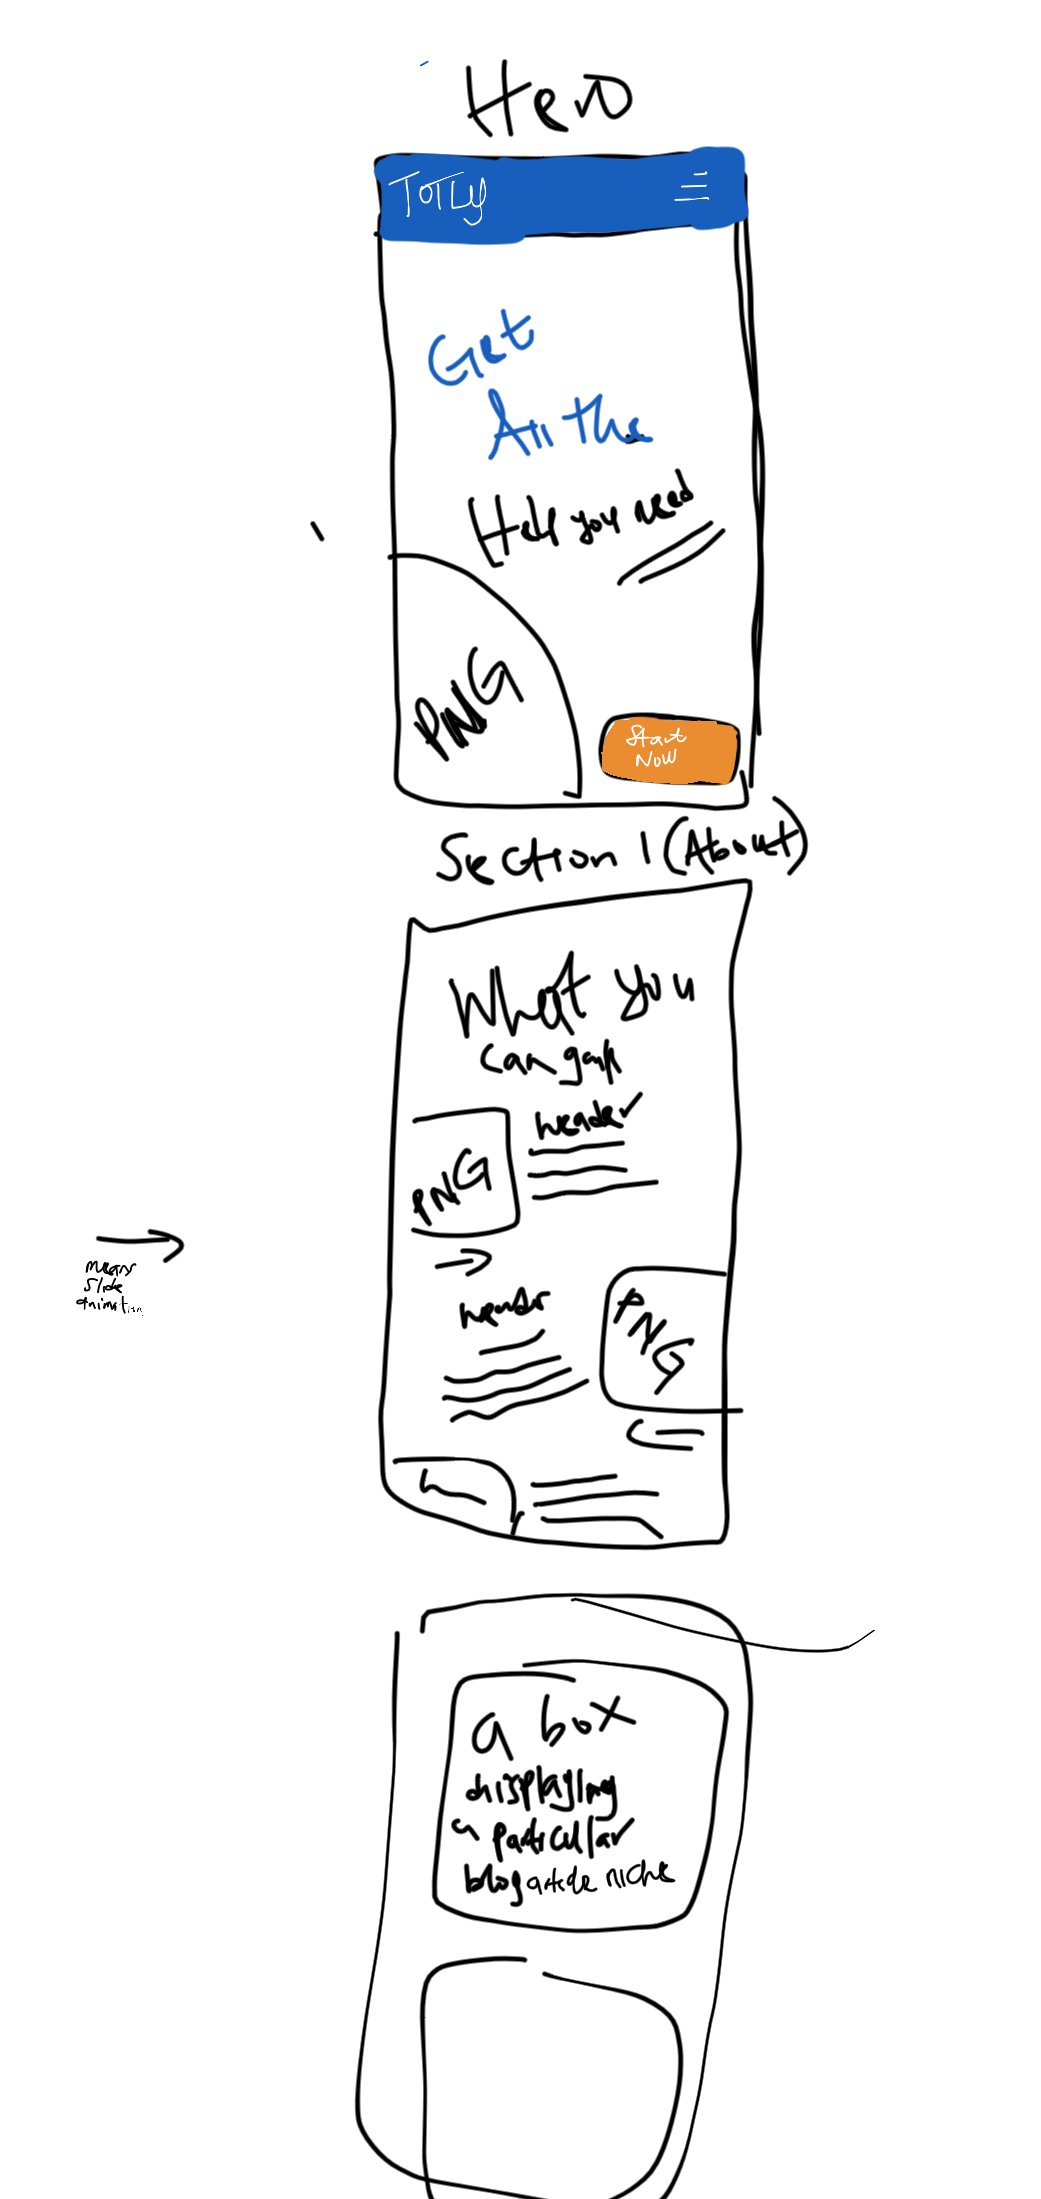 Hero
ToTLy
Get
All the
Help you need
PNG
Start
Now
Section 1 (About)
What you
can
PNG
header
means
slide
animation
header
PNG
a box
displaying
a particular
blog article niche